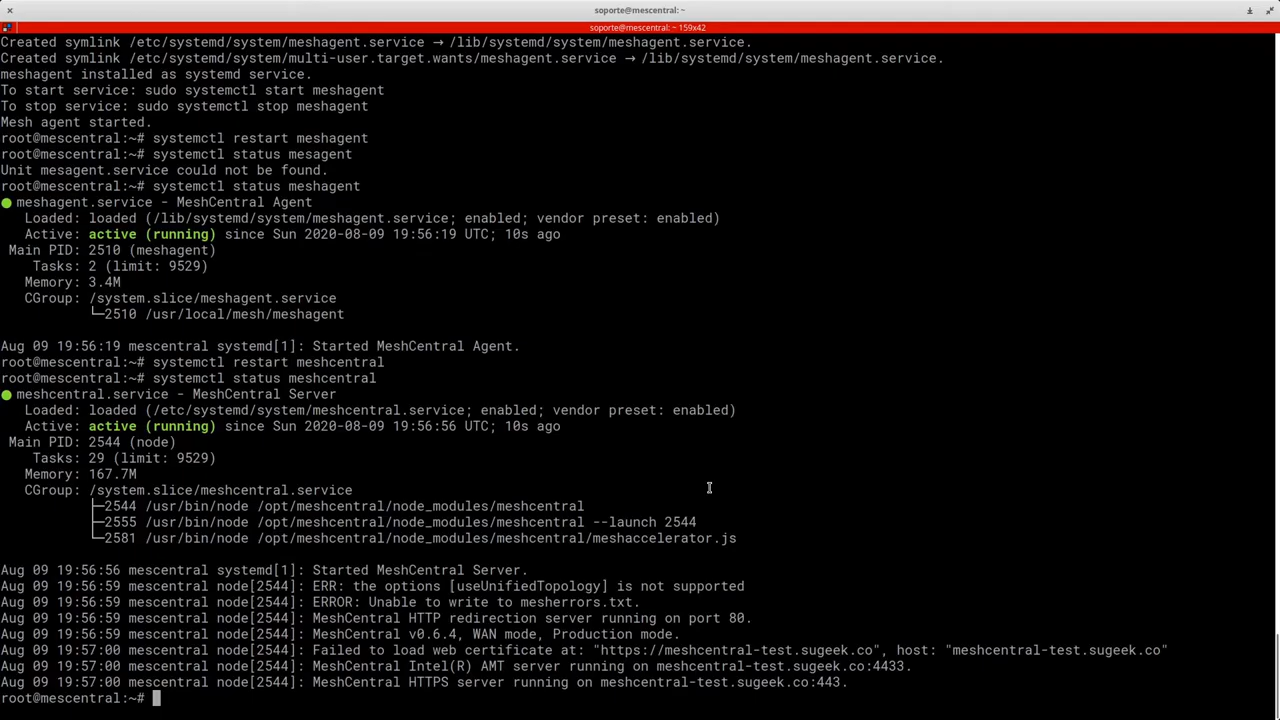 soporte@mescentral: ~
soporte@mescentral: ~ 159x42
Created symlink /etc/systemd/system/meshagent.service → /lib/systemd/system/meshagent.service.
Created symlink /etc/systemd/system/multi-user.target.wants/meshagent.service → /lib/systemd/system/meshagent.service.
meshagent installed as systemd service.
To start service: sudo systemctl start meshagent
To stop service: sudo systemctl stop meshagent
Mesh agent started.
root@mescentral:~# systemctl restart meshagent
root@mescentral:~# systemctl status mesagent
Unit mesagent.service could not be found.
root@mescentral:~# systemctl status meshagent
● meshagent.service - MeshCentral Agent
Loaded: loaded (/lib/systemd/system/meshagent.service; enabled; vendor preset: enabled)
Active: active (running) since Sun 2020-08-09 19:56:19 UTC; 10s ago
Main PID: 2510 (meshagent)
Tasks: 2 (limit: 9529)
Memory: 3.4M
CGroup: /system.slice/meshagent.service
└─2510 /usr/local/mesh/meshagent
Aug 09 19:56:19 mescentral systemd[1]: Started MeshCentral Agent.
root@mescentral:~# systemctl restart meshcentral
root@mescentral:~# systemctl status meshcentral
● meshcentral.service - MeshCentral Server
Loaded: loaded (/etc/systemd/system/meshcentral.service; enabled; vendor preset: enabled)
Active: active (running) since Sun 2020-08-09 19:56:56 UTC; 10s ago
Main PID: 2544 (node)
Tasks: 29 (limit: 9529)
Memory: 167.7M
CGroup: /system.slice/meshcentral.service
├─2544 /usr/bin/node /opt/meshcentral/node_modules/meshcentral
├─2555 /usr/bin/node /opt/meshcentral/node_modules/meshcentral --launch 2544
└─2581 /usr/bin/node /opt/meshcentral/node_modules/meshcentral/meshaccelerator.js
Aug 09 19:56:56 mescentral systemd[1]: Started MeshCentral Server.
Aug 09 19:56:59 mescentral node[2544]: ERR: the options [useUnifiedTopology] is not supported
Aug 09 19:56:59 mescentral node[2544]: ERROR: Unable to write to mesherrors.txt.
Aug 09 19:56:59 mescentral node[2544]: MeshCentral HTTP redirection server running on port 80.
Aug 09 19:56:59 mescentral node[2544]: MeshCentral v0.6.4, WAN mode, Production mode.
Aug 09 19:57:00 mescentral node[2544]: Failed to load web certificate at: "https://meshcentral-test.sugeek.co", host: "meshcentral-test.sugeek.co"
Aug 09 19:57:00 mescentral node[2544]: MeshCentral Intel(R) AMT server running on meshcentral-test.sugeek.co:4433.
Aug 09 19:57:00 mescentral node[2544]: MeshCentral HTTPS server running on meshcentral-test.sugeek.co:443.
root@mescentral:~#